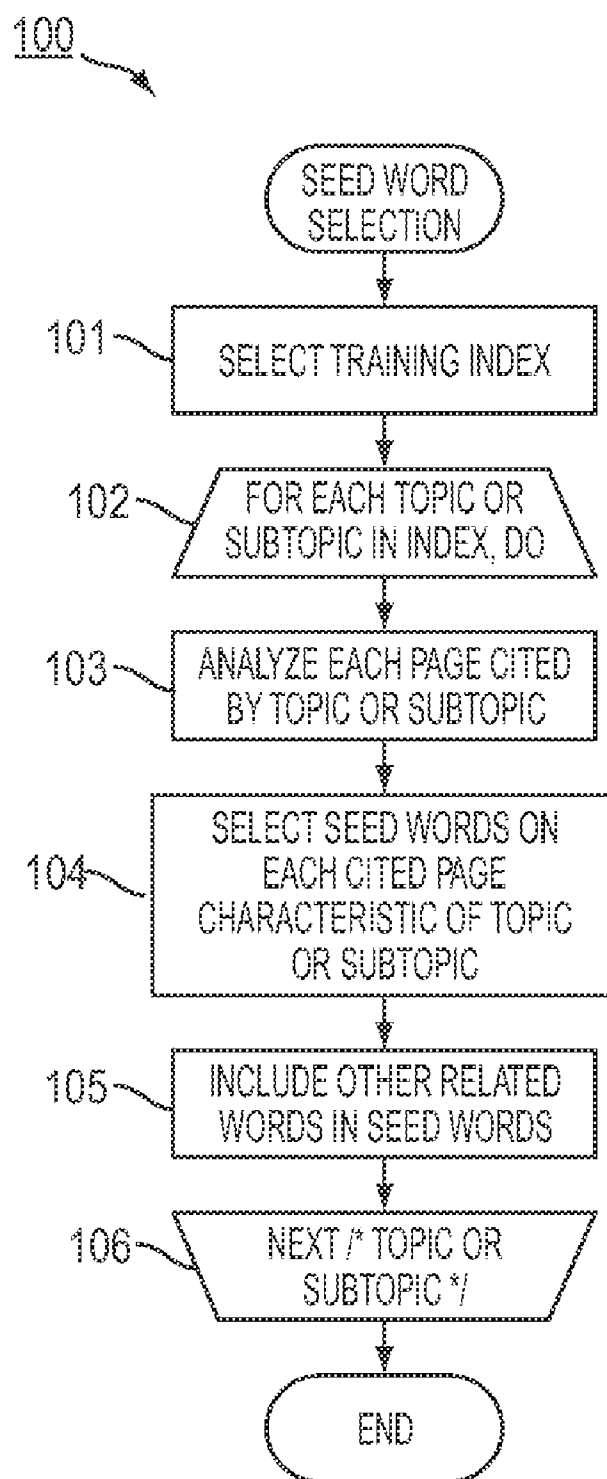 100
SEED WORD
SELECTION
101
SELECT TRAINING INDEX
102
FOR EACH TOPIC OR
SUBTOPIC IN INDEX, DO
103
ANALYZE EACH PAGE CITED
BY TOPIC OR SUBTOPIC
104
SELECT SEED WORDS ON
EACH CITED PAGE
CHARACTERISTIC OF TOPIC
OR SUBTOPIC
105
INCLUDE OTHER RELATED
WORDS IN SEED WORDS
106
NEXT /* TOPIC OR
SUBTOPIC */
END